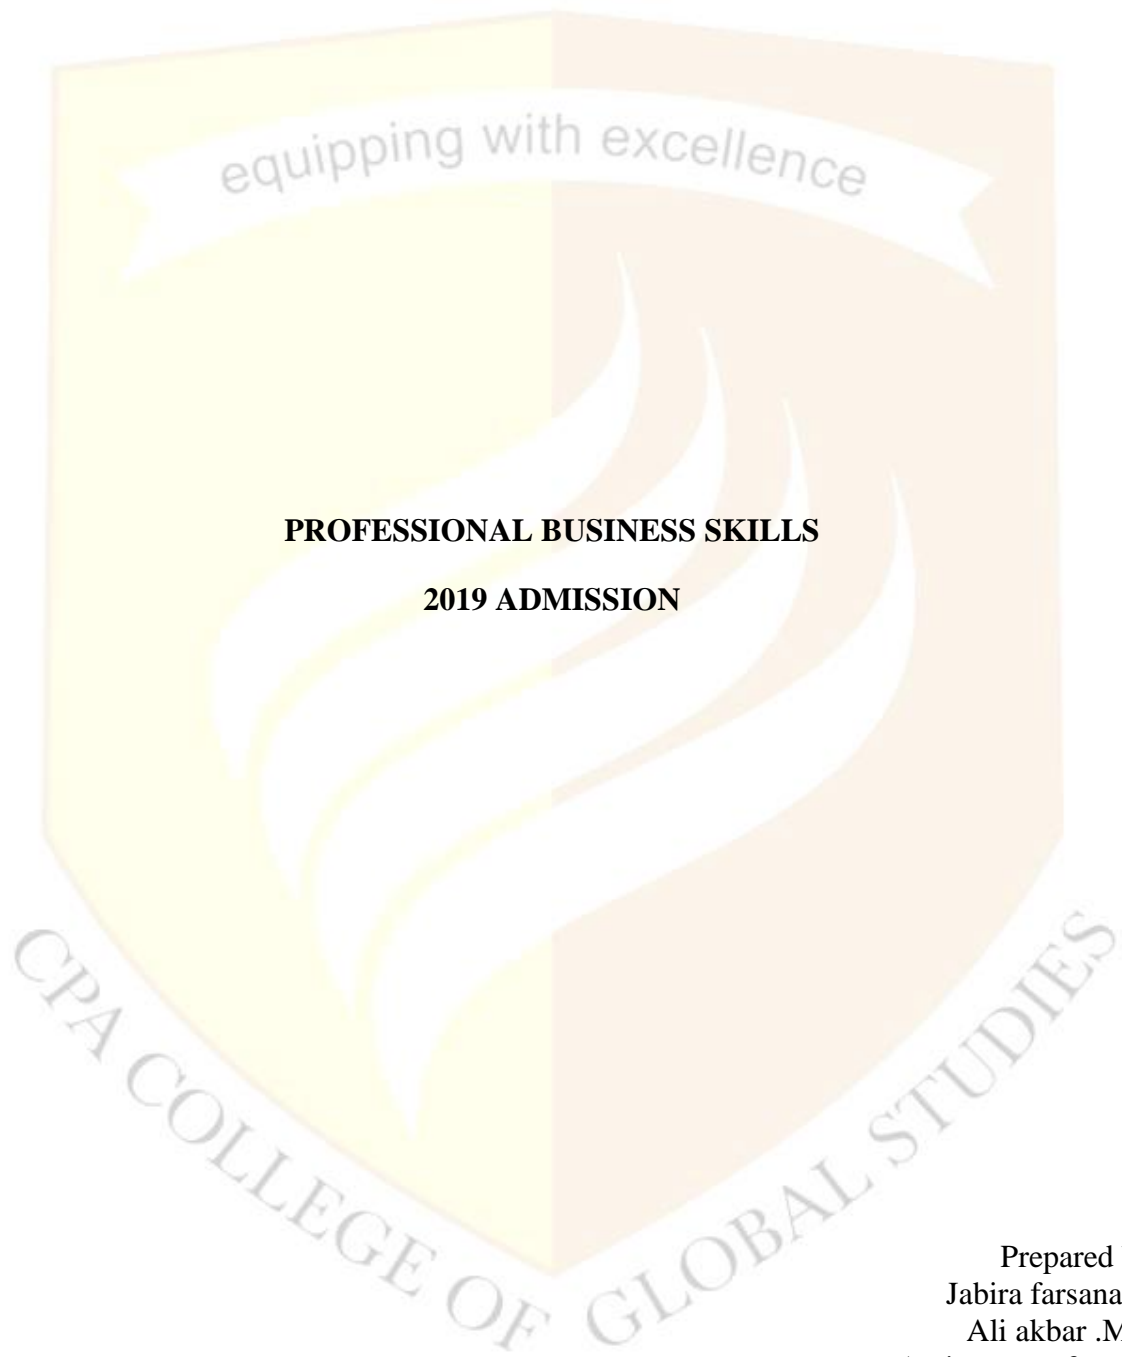 equipping with excellence
PROFESSIONAL BUSINESS SKILLS
2019 ADMISSION
CPA COLLEGE OF GLOBAL STUDIES
Prepared
Jabira farsana
Ali akbar .M